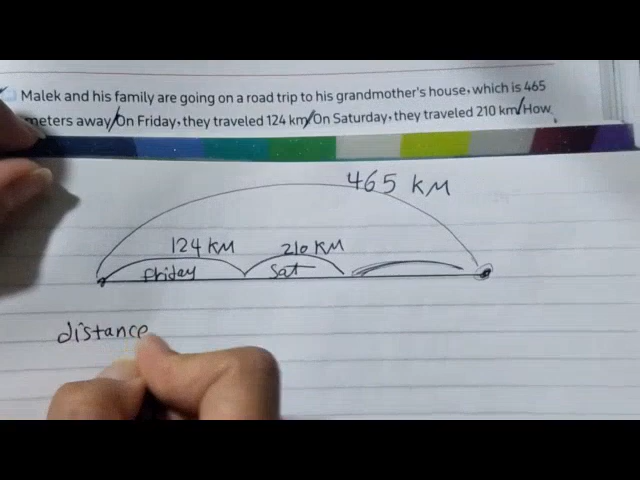 Malek and his family are going on a road trip to his grandmother's house, which is 465
meters away. On Friday, they traveled 124 km. On Saturday, they traveled 210 km. How
465 KM
124 KM 210 KM
Friday Sat
distance